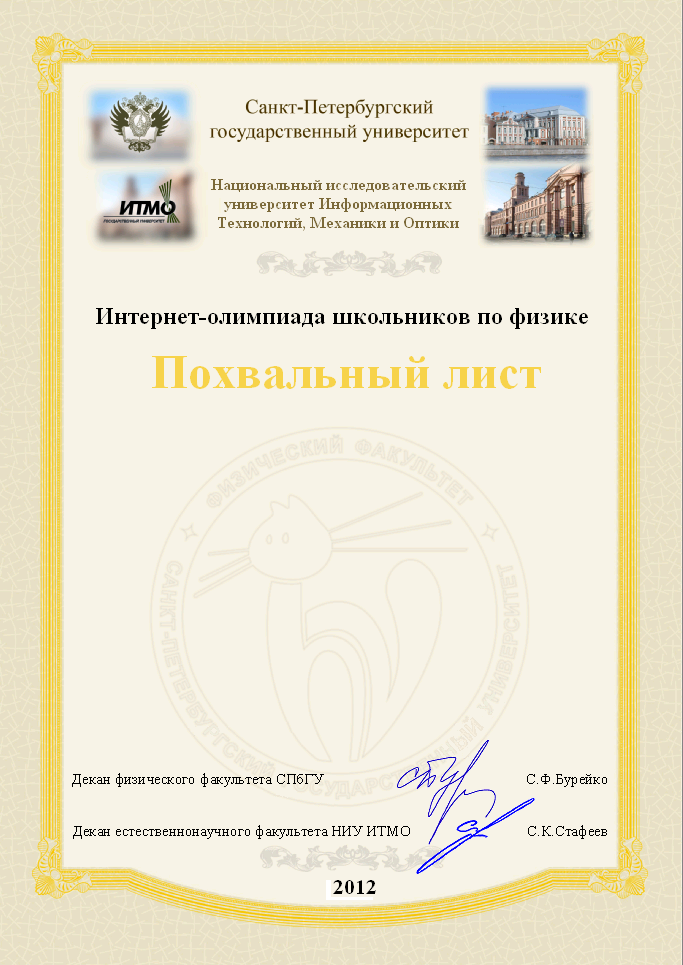 Санкт-Петербургский
государственный университет
ИТМО
ГОСУДАРСТВЕННЫЙ УНИВЕРСИТЕТ
Национальный исследовательский
университет Информационных
Технологий, Механики и Оптики
Интернет-олимпиада школьников по физике
Похвальный лист
ФИЗИЧЕСКИЙ ФАКУЛЬТЕТ
САНКТ-ПЕТЕРБУРГСКИЙ ГОСУДАРСТВЕННЫЙ УНИВЕРСИТЕТ
Декан физического факультета СПбГУ С.Ф.Бурейко
Декан естественнонаучного факультета НИУ ИТМО С.К.Стафеев
2012